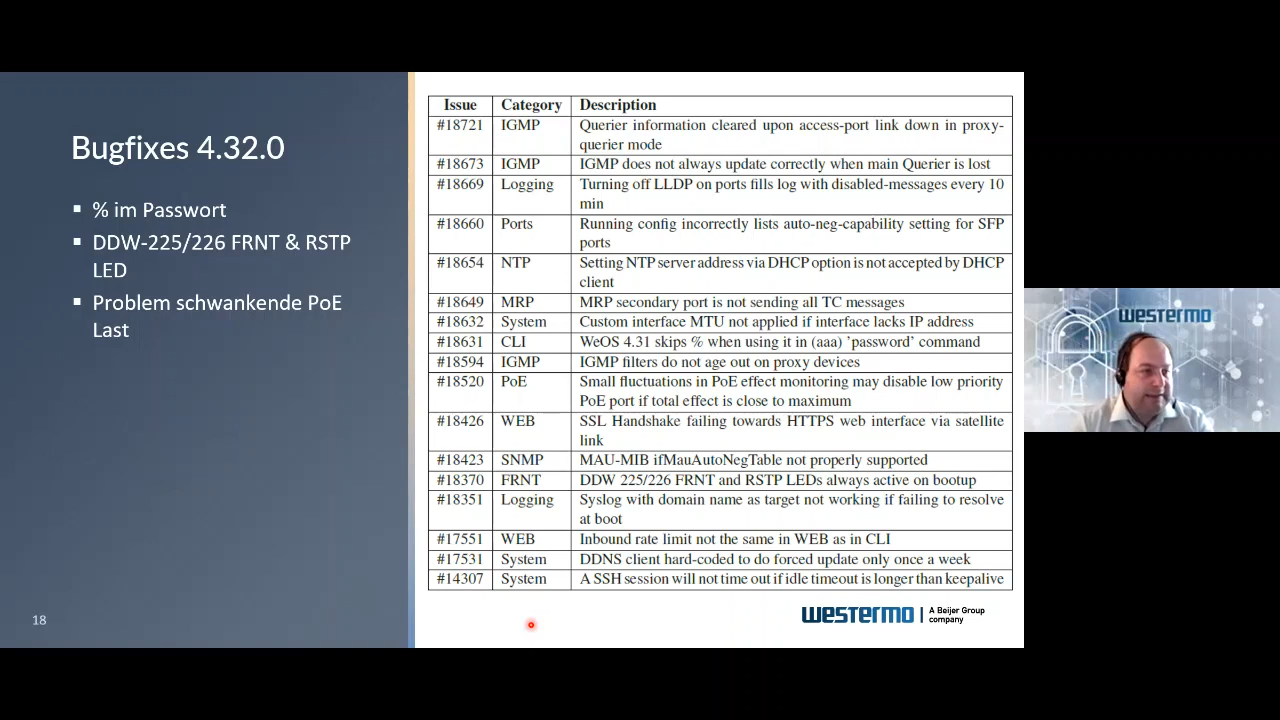 Bugfixes 4.32.0
▪ % im Passwort
▪ DDW-225/226 FRNT & RSTP
LED
▪ Problem schwankende PoE
Last
18
Issue Category Description
#18721 IGMP Querier information cleared upon access-port link down in proxy-
querier mode
#18673 IGMP IGMP does not always update correctly when main Querier is lost
#18669 Logging Turning off LLDP on ports fills log with disabled-messages every 10
min
#18660 Ports Running config incorrectly lists auto-neg-capability setting for SFP
ports
#18654 NTP Setting NTP server address via DHCP option is not accepted by DHCP
client
#18649 MRP MRP secondary port is not sending all TC messages
#18632 System Custom interface MTU not applied if interface lacks IP address
#18631 CLI WeOS 4.31 skips % when using it in (aaa) ’password’ command
#18594 IGMP IGMP filters do not age out on proxy devices
#18520 PoE Small fluctuations in PoE effect monitoring may disable low priority
PoE port if total effect is close to maximum
#18426 WEB SSL Handshake failing towards HTTPS web interface via satellite
link
#18423 SNMP MAU-MIB ifMauAutoNegTable not properly supported
#18370 FRNT DDW 225/226 FRNT and RSTP LEDs always active on bootup
#18351 Logging Syslog with domain name as target not working if failing to resolve
at boot
#17551 WEB Inbound rate limit not the same in WEB as in CLI
#17531 System DDNS client hard-coded to do forced update only once a week
#14307 System A SSH session will not time out if idle timeout is longer than keepalive
westermo | A Beijer Group
company
westermo